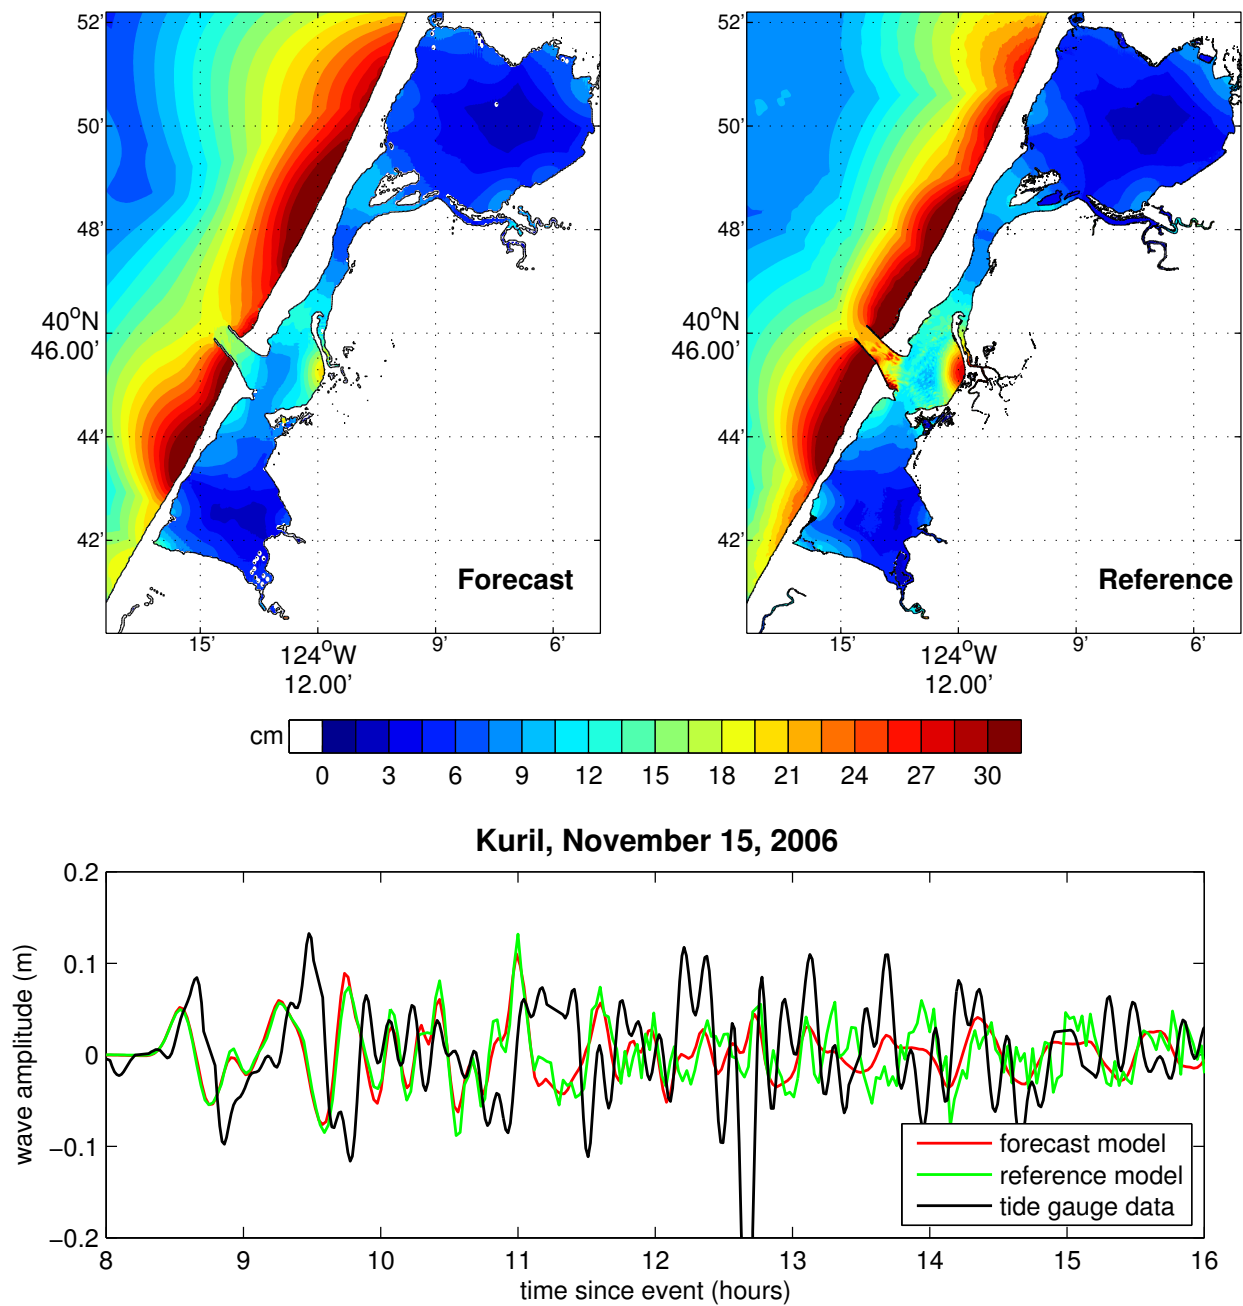 52' 52'
50' 50'
48' 48'
40°N 40°N
46.00' 46.00'
44' 44'
42' 42'
Forecast Reference
15' 9' 6' 15' 9' 6'
124°W 124°W
12.00' 12.00'
cm
0 3 6 9 12 15 18 21 24 27 30
Kuril, November 15, 2006
0.2
0.1
0
−0.1
−0.2
wave amplitude (m)
forecast model
reference model
tide gauge data
8 9 10 11 12 13 14 15 16
time since event (hours)